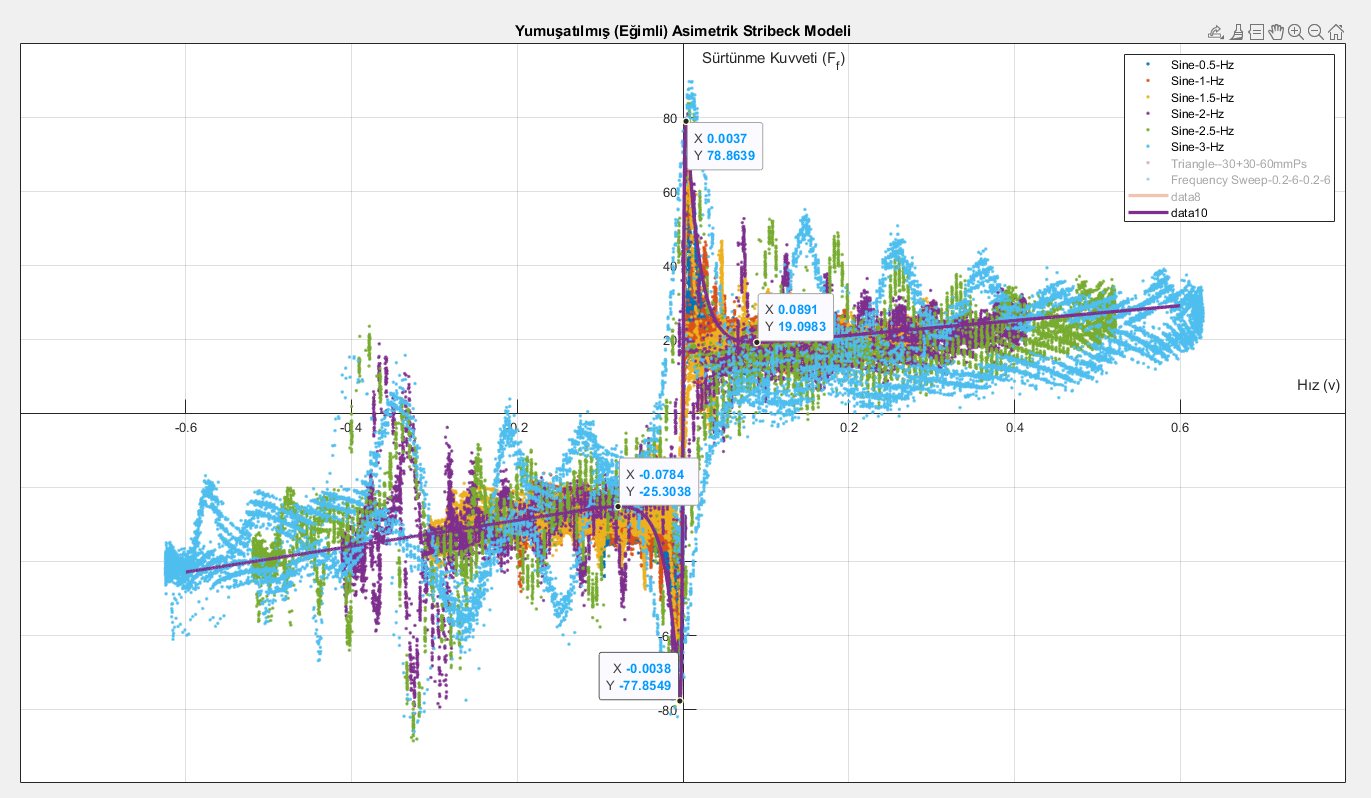 Yumuşatılmış (Eğimli) Asimetrik Stribeck Modeli
Sürtünme Kuvveti (F_f)
Sine-0.5-Hz
Sine-1-Hz
Sine-1.5-Hz
Sine-2-Hz
Sine-2.5-Hz
Sine-3-Hz
Triangle--30+30-60mmPs
Frequency Sweep-0.2-6-0.2-6
data8
data10
80
X 0.0037
Y 78.8639
60
40
X 0.0891
Y 19.0983
20
Hız (v)
-0.6
-0.4
0.2
0.4
0.6
X -0.0784
Y -25.3038
X -0.0038
Y -77.8549
-80